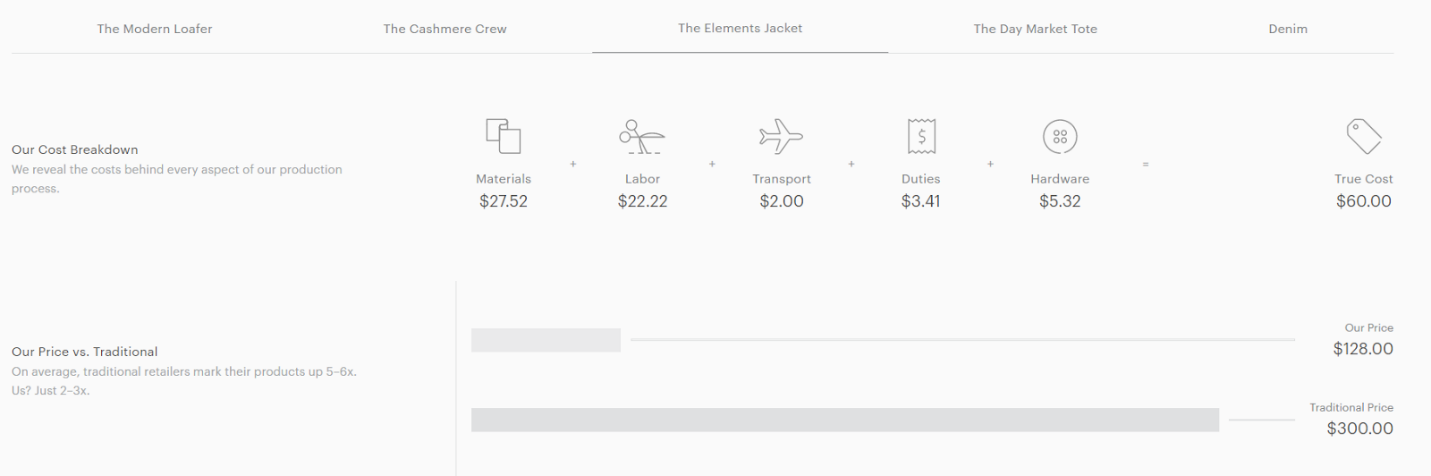 The Modern Loafer
The Cashmere Crew
The Elements Jacket
The Day Market Tote
Denim
Our Cost Breakdown
We reveal the costs behind every aspect of our production
process.
Materials
$27.52
+
Labor
$22.22
+
Transport
$2.00
+
Duties
$3.41
+
Hardware
$5.32
=
True Cost
$60.00
Our Price vs. Traditional
On average, traditional retailers mark their products up 5–6x.
Us? Just 2–3x.
Our Price
$128.00
Traditional Price
$300.00